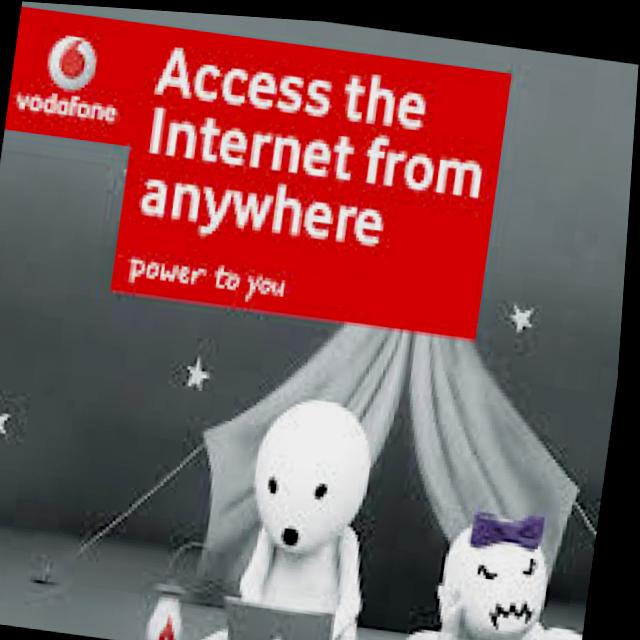 vodafone
Access the
Internet from
anywhere
power to you